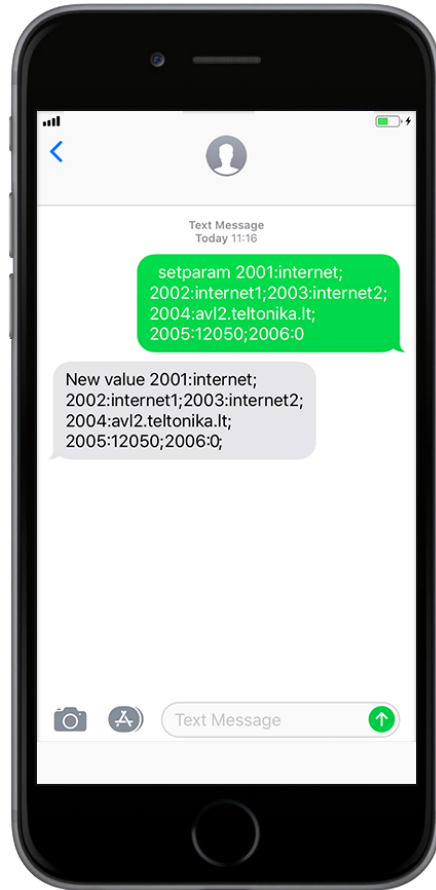 Text Message
Today 11:16
setparam 2001:internet;
2002:internet1;2003:internet2;
2004:avl2.teltonika.lt;
2005:12050;2006:0
New value 2001:internet;
2002:internet1;2003:internet2;
2004:avl2.teltonika.lt;
2005:12050;2006:0;
Text Message